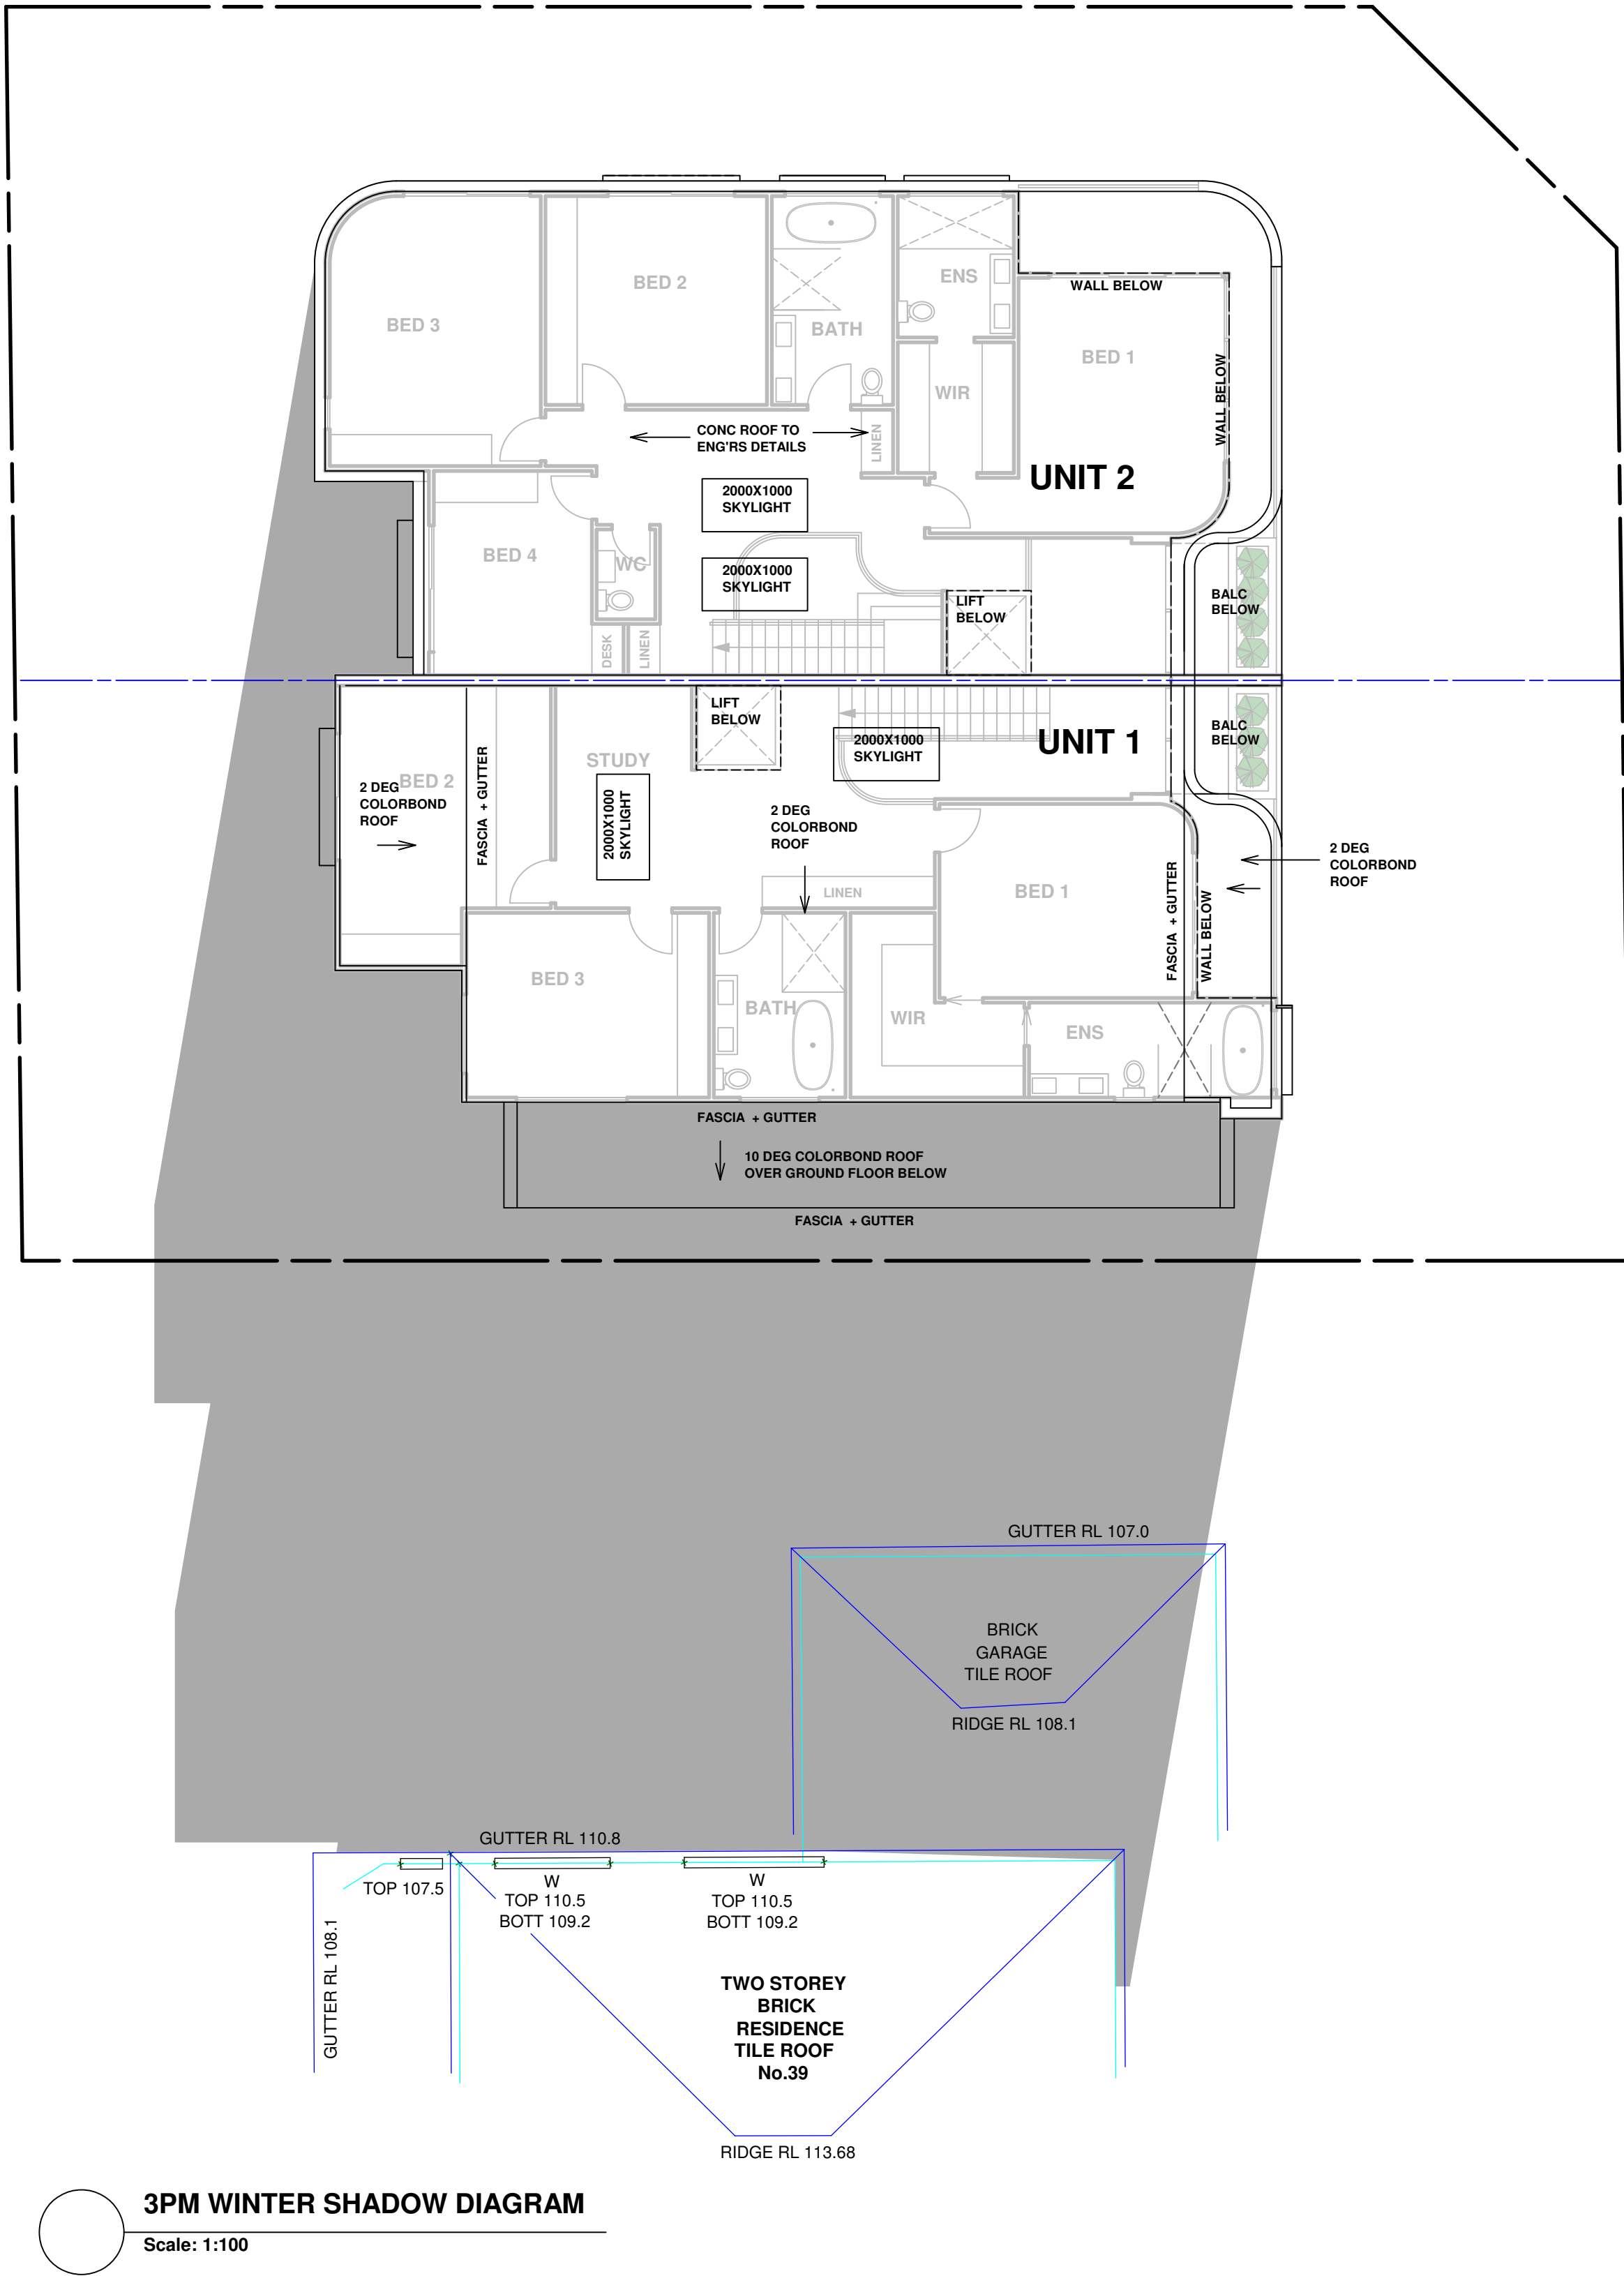 BED 3
BED 2
BATH
ENS
WIR
LINEN
BED 1
WALL BELOW
WALL BELOW
CONC ROOF TO
ENG'RS DETAILS
UNIT 2
2000X1000
SKYLIGHT
2000X1000
SKYLIGHT
BED 4
WC
DESK
LINEN
LIFT
BELOW
BALC
BELOW
LIFT
BELOW
UNIT 1
BALC
BELOW
2000X1000
SKYLIGHT
STUDY
BED 2
2 DEG
COLORBOND
ROOF
FASCIA + GUTTER
2000X1000
SKYLIGHT
2 DEG
COLORBOND
ROOF
LINEN
BED 1
FASCIA + GUTTER
WALL BELOW
2 DEG
COLORBOND
ROOF
BED 3
BATH
WIR
ENS
FASCIA + GUTTER
10 DEG COLORBOND ROOF
OVER GROUND FLOOR BELOW
FASCIA + GUTTER
GUTTER RL 107.0
BRICK
GARAGE
TILE ROOF
RIDGE RL 108.1
GUTTER RL 110.8
TOP 107.5
W
TOP 110.5
BOTT 109.2
W
TOP 110.5
BOTT 109.2
GUTTER RL 108.1
TWO STOREY
BRICK
RESIDENCE
TILE ROOF
No.39
RIDGE RL 113.68
3PM WINTER SHADOW DIAGRAM
Scale: 1:100